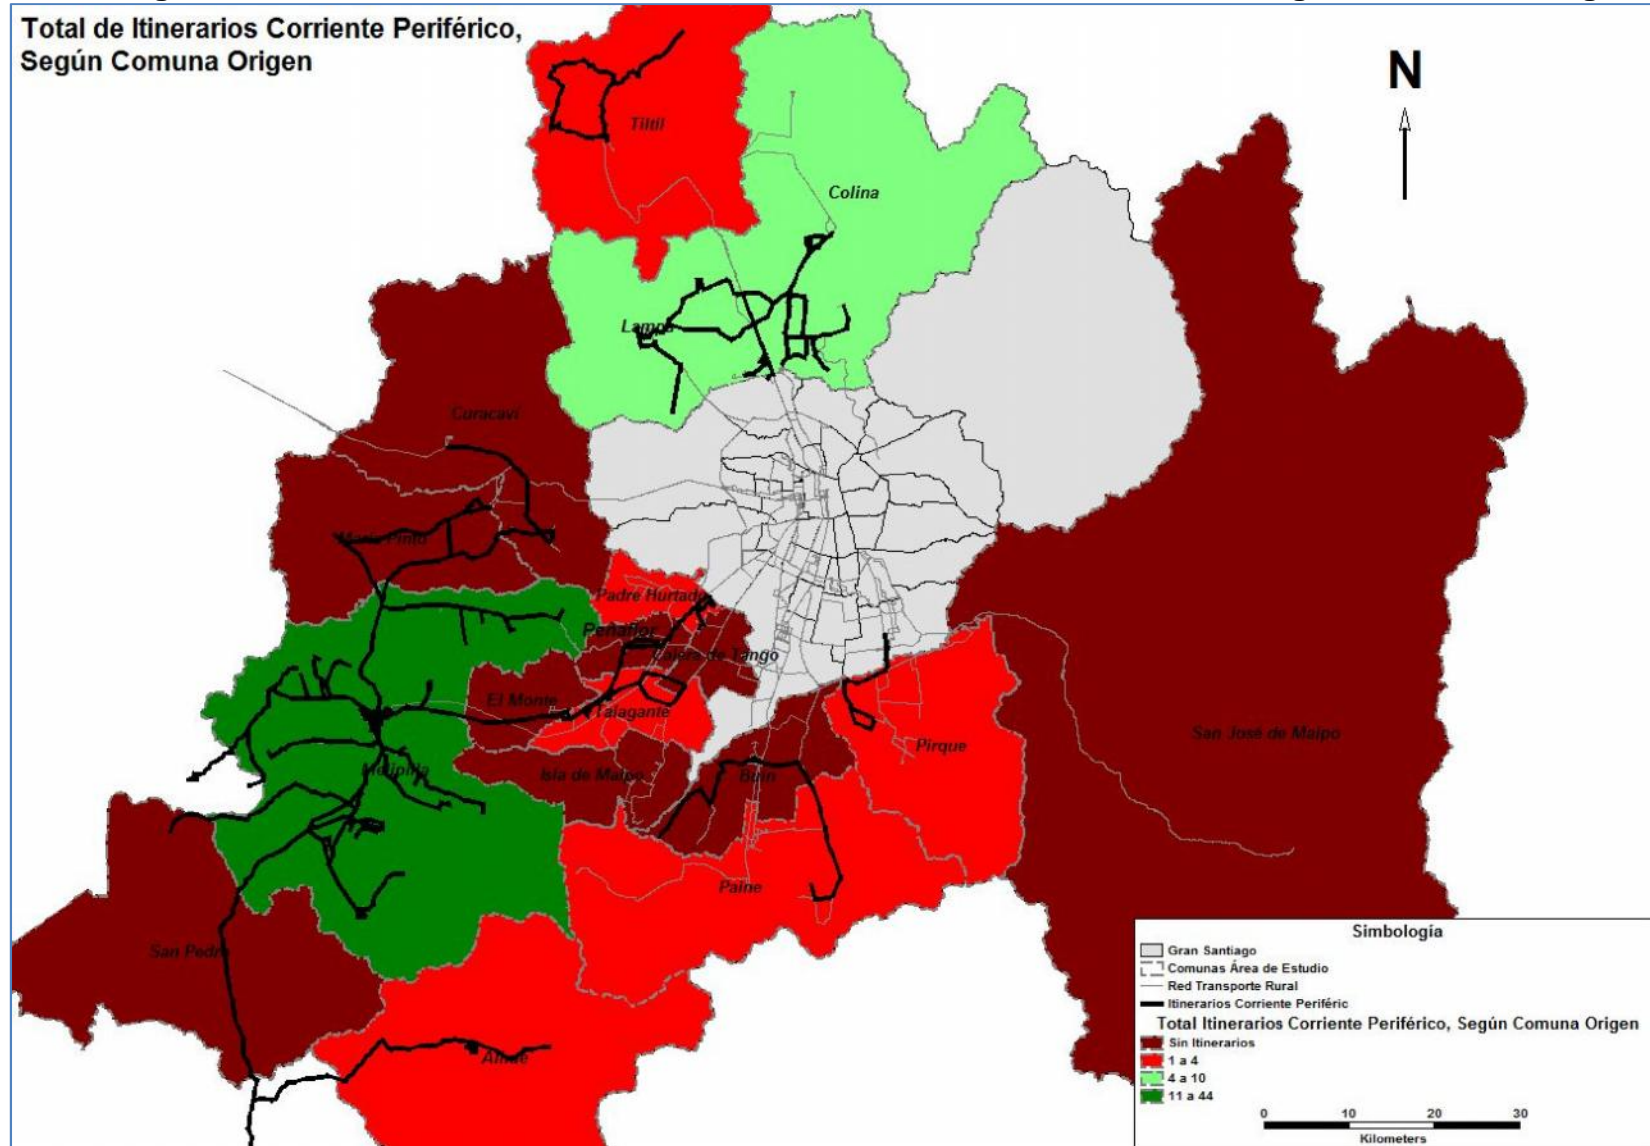 Total de Itinerarios Corriente Periférico,
Según Comuna Origen
N
Tiltil
Colina
Lampa
Curacaví
María Pinto
Padre Hurtado
Peñaflor
Calera de Tango
El Monte
Talagante
Pirque
San José de Maipo
Melipilla
Isla de Maipo
Buin
Paine
San Pedro
Alhué
Simbología
Gran Santiago
Comunas Área de Estudio
Red Transporte Rural
Itinerarios Corriente Periféric
Total Itinerarios Corriente Periférico, Según Comuna Origen
Sin Itinerarios
1 a 4
4 a 10
11 a 44
0 10 20 30
Kilometers